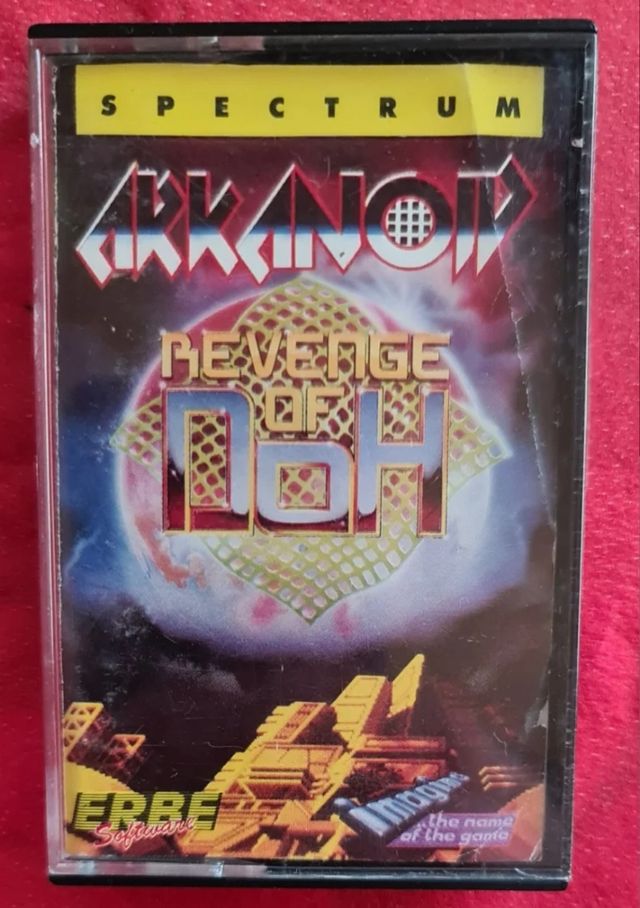 SPECTRUM
ARKANOID
REVENGE
OF
DOH
ERBE
Software
Imagine
...the name
of the game